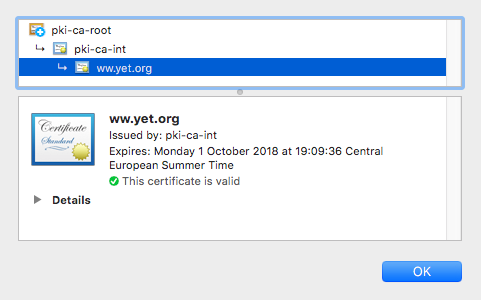 pki-ca-root
pki-ca-int
ww.yet.org
Certificate
Standard
ww.yet.org
Issued by: pki-ca-int
Expires: Monday 1 October 2018 at 19:09:36 Central
European Summer Time
This certificate is valid
Details
OK